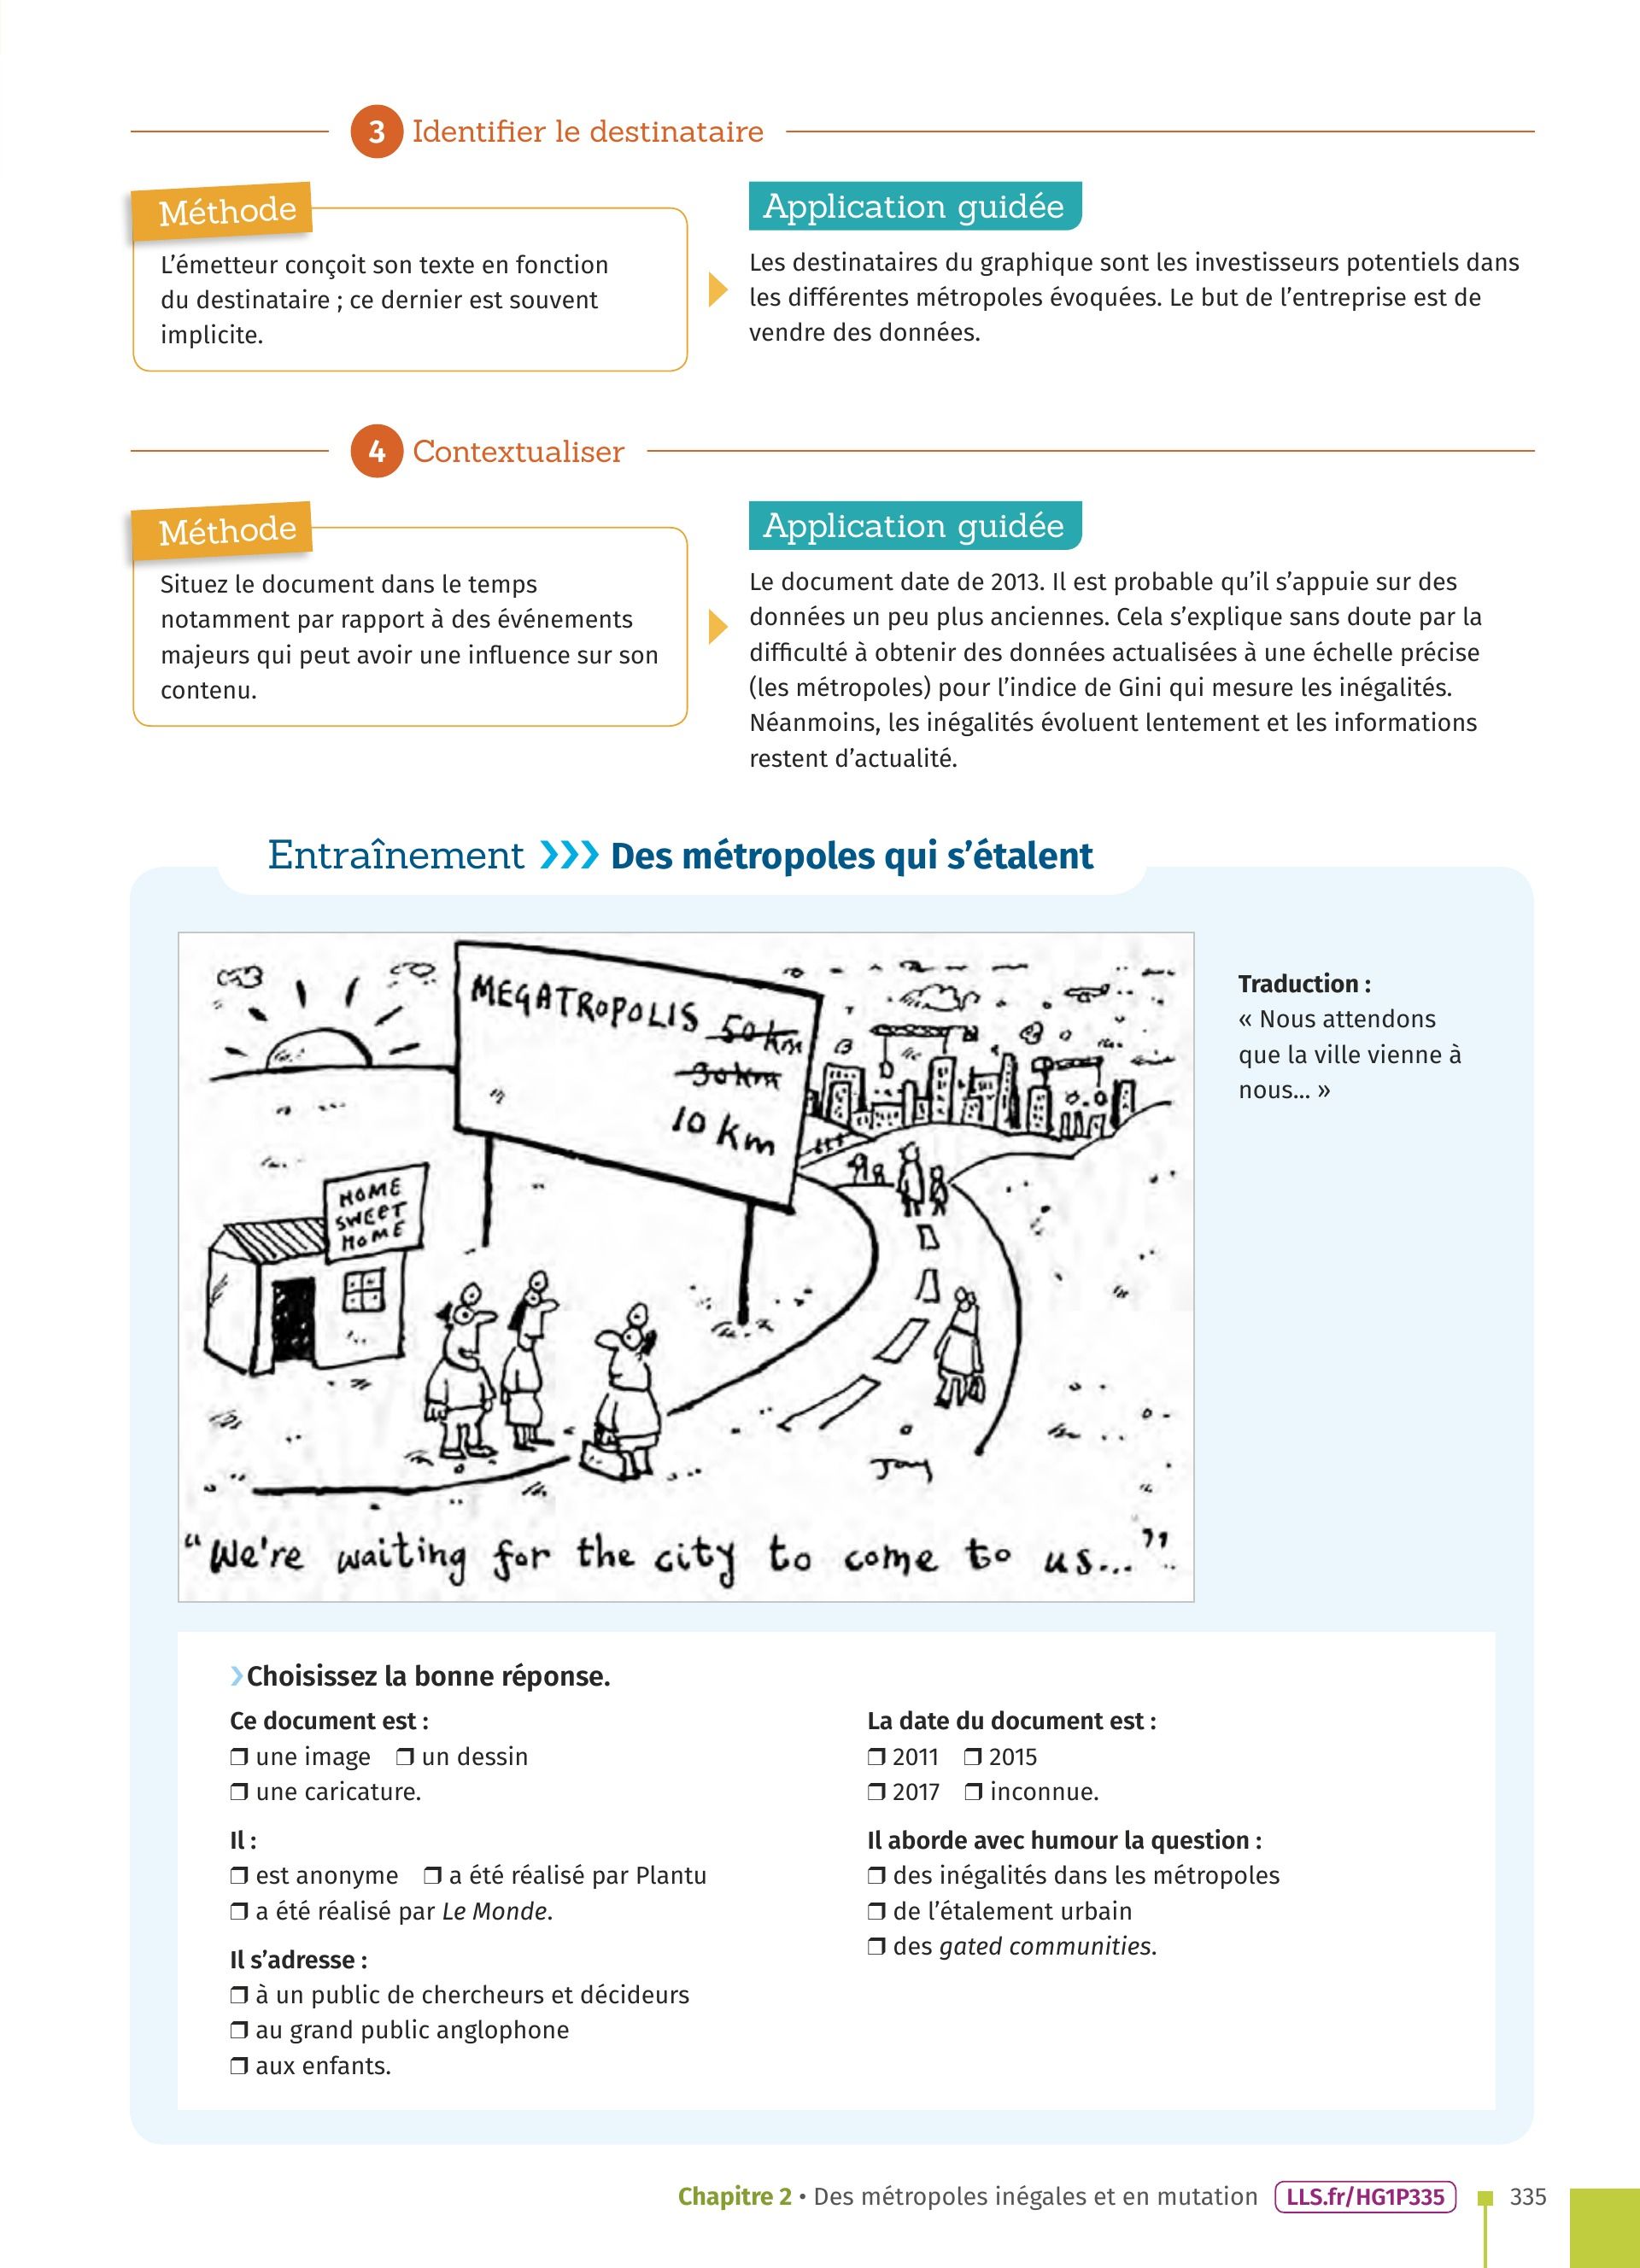 3 Identifier le destinataire
Méthode
L'émetteur conçoit son texte en fonction
du destinataire ; ce dernier est souvent
implicite.
Application guidée
Les destinataires du graphique sont les investisseurs potentiels dans
les différentes métropoles évoquées. Le but de l'entreprise est de
vendre des données.
4 Contextualiser
Méthode
Situez le document dans le temps
notamment par rapport à des événements
majeurs qui peut avoir une influence sur son
contenu.
Application guidée
Le document date de 2013. Il est probable qu'il s'appuie sur des
données un peu plus anciennes. Cela s'explique sans doute par la
difficulté à obtenir des données actualisées à une échelle précise
(les métropoles) pour l'indice de Gini qui mesure les inégalités.
Néanmoins, les inégalités évoluent lentement et les informations
restent d'actualité.
Entraînement ❯❯❯ Des métropoles qui s'étalent
MEGATROPOLIS 50 km
30 km
10 km
HOME
SWEET
HOME
Jay
"We're waiting for the city to come to us..."
Traduction :
« Nous attendons
que la ville vienne à
nous... »
❯Choisissez la bonne réponse.
Ce document est :
❒ une image ❒ un dessin
❒ une caricature.
Il :
❒ est anonyme ❒ a été réalisé par Plantu
❒ a été réalisé par Le Monde.
Il s'adresse :
❒ à un public de chercheurs et décideurs
❒ au grand public anglophone
❒ aux enfants.
La date du document est :
❒ 2011 ❒ 2015
❒ 2017 ❒ inconnue.
Il aborde avec humour la question :
❒ des inégalités dans les métropoles
❒ de l'étalement urbain
❒ des gated communities.
Chapitre 2 • Des métropoles inégales et en mutation LLS.fr/HG1P335 335